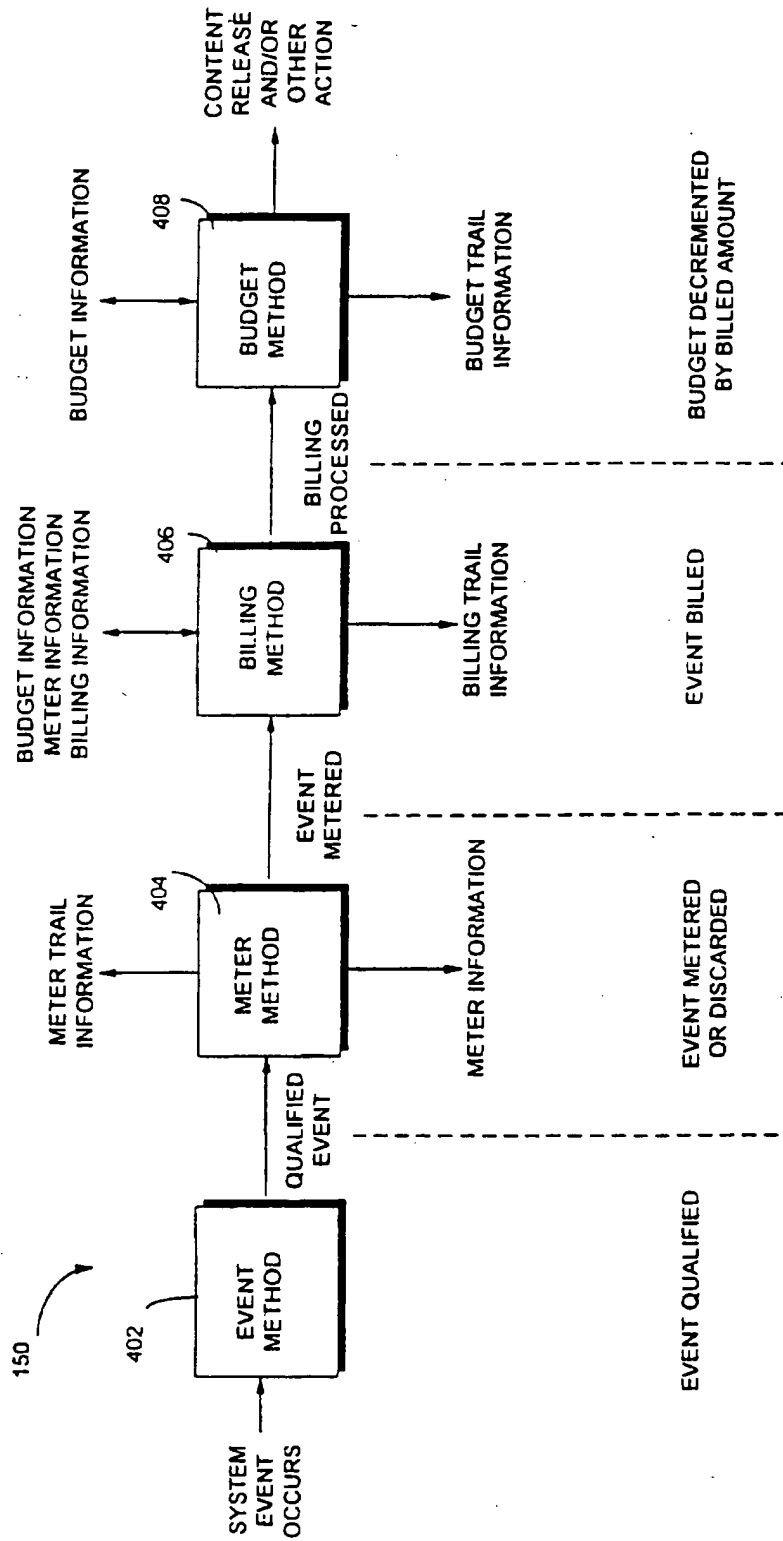 150
SYSTEM
EVENT
OCCURS
402
EVENT
METHOD
QUALIFIED
EVENT
METER TRAIL
INFORMATION
404
METER
METHOD
METER INFORMATION
EVENT
METERED
BUDGET INFORMATION
METER INFORMATION
BILLING INFORMATION
406
BILLING
METHOD
BILLING TRAIL
INFORMATION
BILLING
PROCESSED
BUDGET INFORMATION
408
BUDGET
METHOD
BUDGET TRAIL
INFORMATION
CONTENT
RELEASE
AND/OR
OTHER
ACTION
EVENT QUALIFIED
EVENT METERED
OR DISCARDED
EVENT BILLED
BUDGET DECREMENTED
BY BILLED AMOUNT